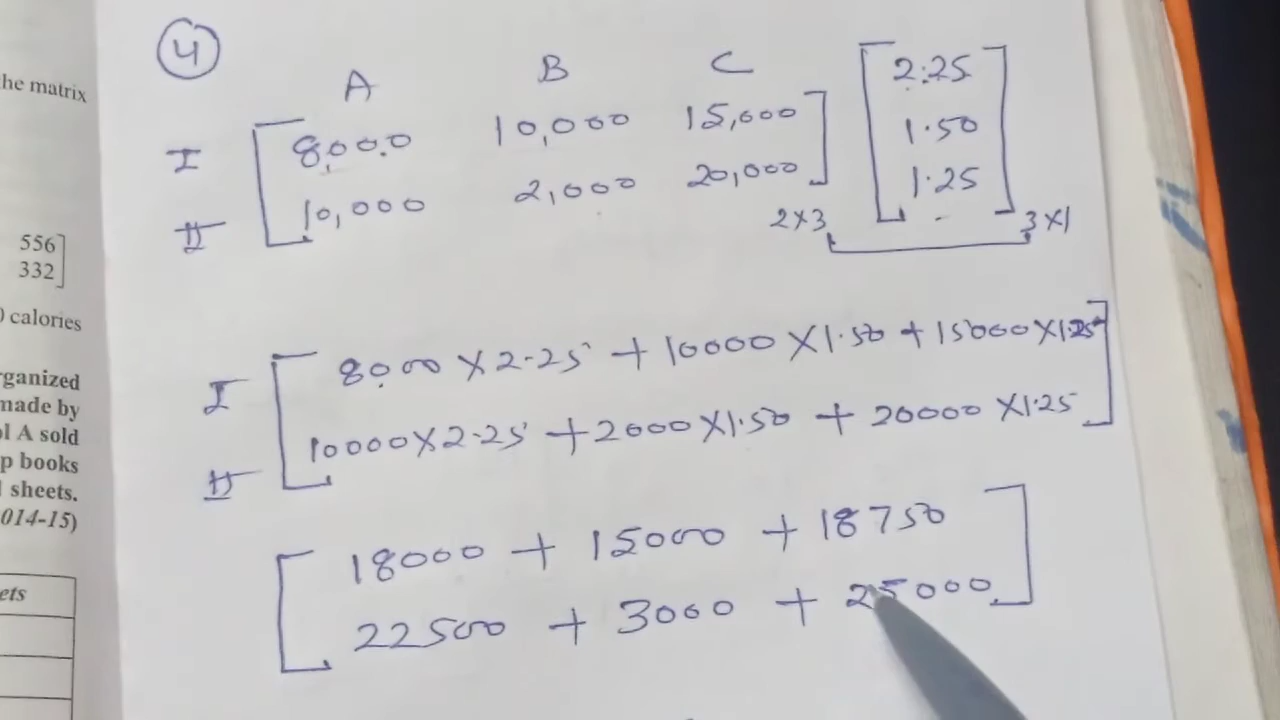 he matrix
556
332
calories
rganized
nade by
l A sold
p books
sheets.
014-15)
ets
4
A B C
I 8,000 10,000 15,000 2.25
1.50
II 10,000 2,000 20,000 1.25
2×3 3×1
I 8000×2.25 + 10000×1.50 + 15000×1.25
II 10000×2.25 + 2000×1.50 + 20000×1.25
18000 + 15000 + 18750
22500 + 3000 + 25000